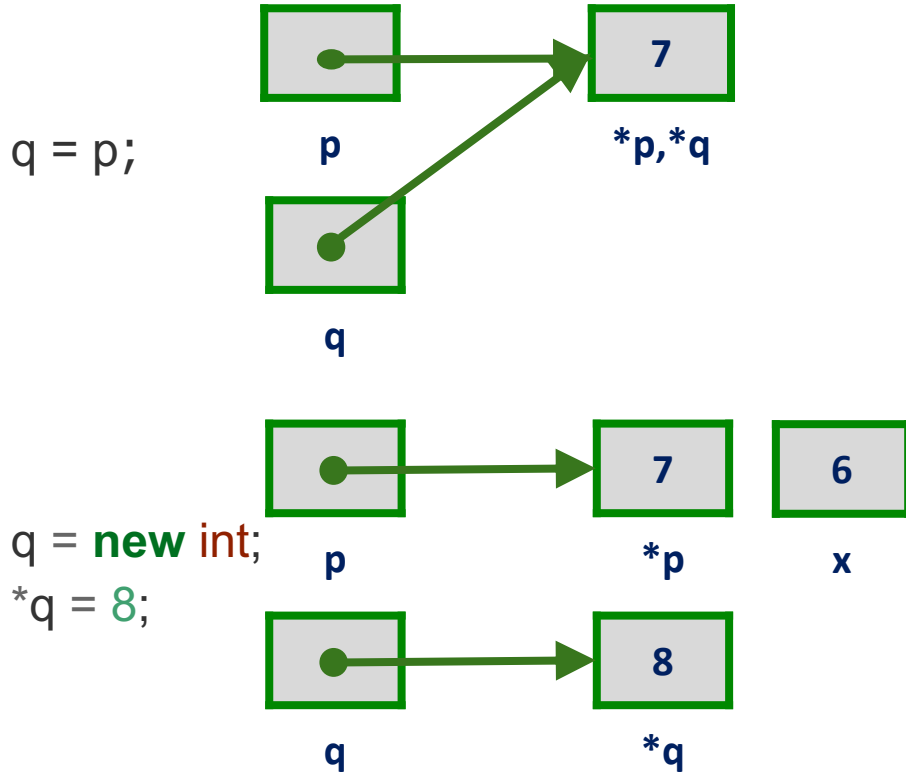 7
q = p;
p
*p,*q
q
7
6
q = new int;
p
*p
x
*q = 8;
8
q
*q